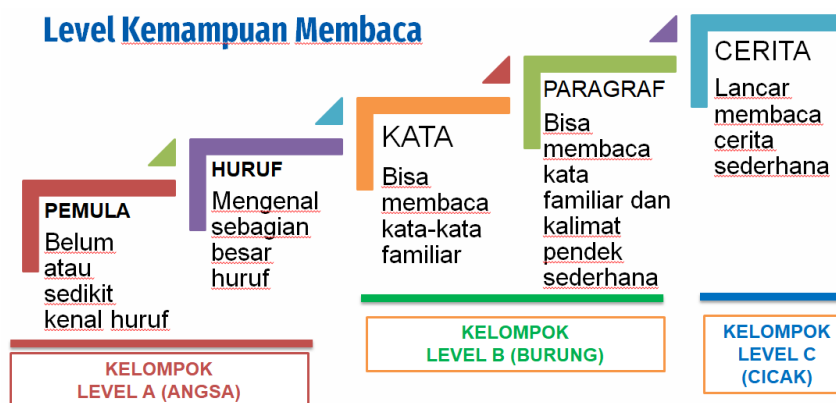 Level Kemampuan Membaca
PEMULA
Belum
atau
sedikit
kenal huruf
HURUF
Mengenal
sebagian
besar
huruf
KATA
Bisa
membaca
kata-kata
familiar
PARAGRAF
Bisa
membaca
kata
familiar dan
kalimat
pendek
sederhana
CERITA
Lancar
membaca
cerita
sederhana
KELOMPOK
LEVEL A (ANGSA)
KELOMPOK
LEVEL B (BURUNG)
KELOMPOK
LEVEL C
(CICAK)